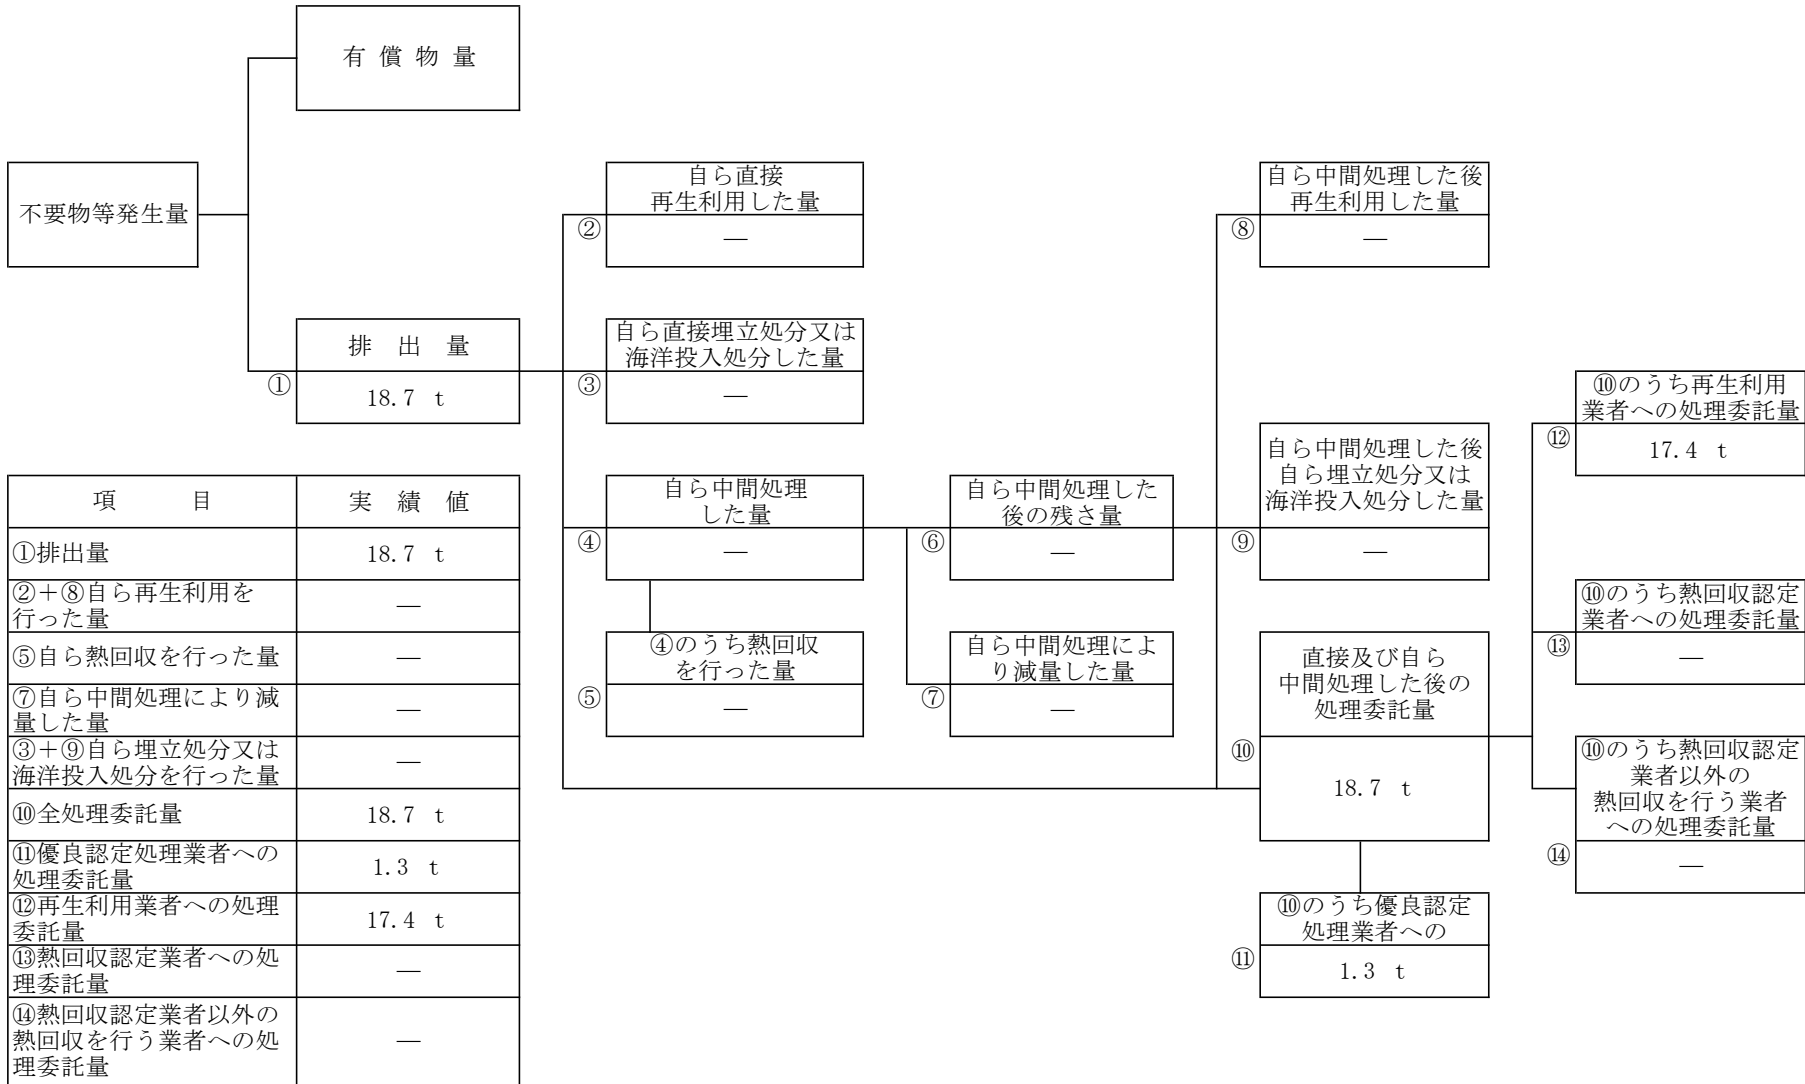 有 償 物 量
不要物等発生量
排 出 量
①
18.7 t
自ら直接
再生利用した量
②
―
自ら直接埋立処分又は
海洋投入処分した量
③
―
自ら中間処理
した量
④
―
④のうち熱回収
を行った量
⑤
―
自ら中間処理した
後の残さ量
⑥
―
自ら中間処理によ
り減量した量
⑦
―
自ら中間処理した後
再生利用した量
⑧
―
自ら中間処理した後
自ら埋立処分又は
海洋投入処分した量
⑨
―
直接及び自ら
中間処理した後の
処理委託量
⑩
18.7 t
⑩のうち優良認定
処理業者への
⑪
1.3 t
⑩のうち再生利用
業者への処理委託量
⑫
17.4 t
⑩のうち熱回収認定
業者への処理委託量
⑬
―
⑩のうち熱回収認定
業者以外の
熱回収を行う業者
への処理委託量
⑭
―
項 目 実 績 値
①排出量 18.7 t
②＋⑧自ら再生利用を
行った量
―
⑤自ら熱回収を行った量 ―
⑦自ら中間処理により減
量した量
―
③＋⑨自ら埋立処分又は
海洋投入処分を行った量
―
⑩全処理委託量 18.7 t
⑪優良認定処理業者への
処理委託量
1.3 t
⑫再生利用業者への処理
委託量
17.4 t
⑬熱回収認定業者への処
理委託量
―
⑭熱回収認定業者以外の
熱回収を行う業者への処
理委託量
―